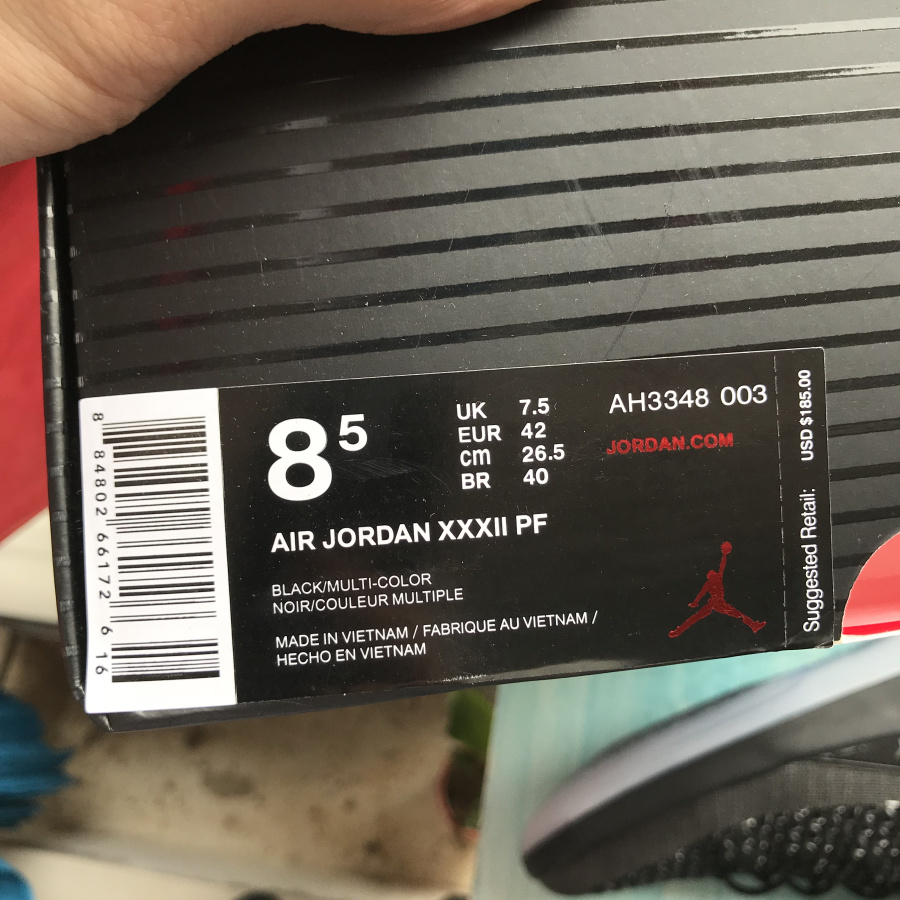 8 84802 66172 6 16
8 5
UK 7.5
EUR 42
cm 26.5
BR 40
AH3348 003
JORDAN.COM
AIR JORDAN XXXII PF
BLACK/MULTI-COLOR
NOIR/COULEUR MULTIPLE
MADE IN VIETNAM / FABRIQUE AU VIETNAM /
HECHO EN VIETNAM
Suggested Retail: USD $185.00